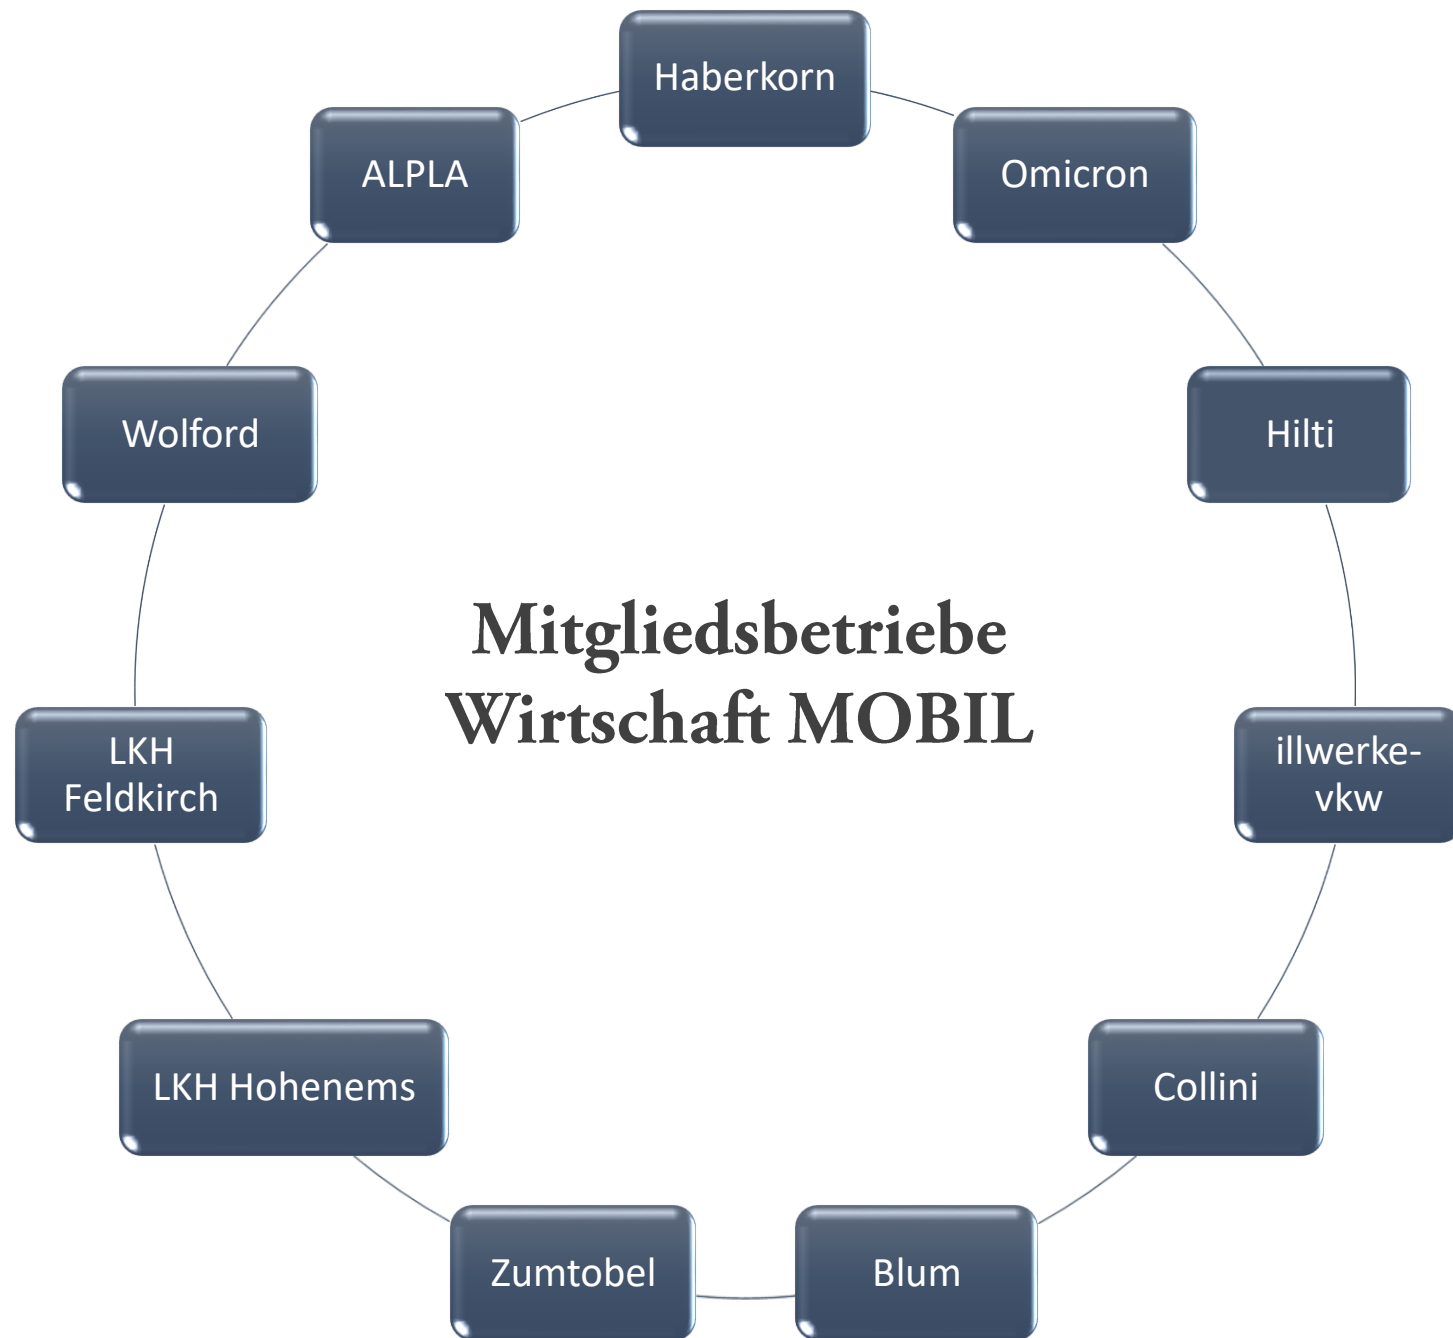 Haberkorn
ALPLA
Omicron
Wolford
Hilti
Mitgliedsbetriebe
Wirtschaft MOBIL
LKH
Feldkirch
illwerke-
vkw
LKH Hohenems
Collini
Zumtobel
Blum